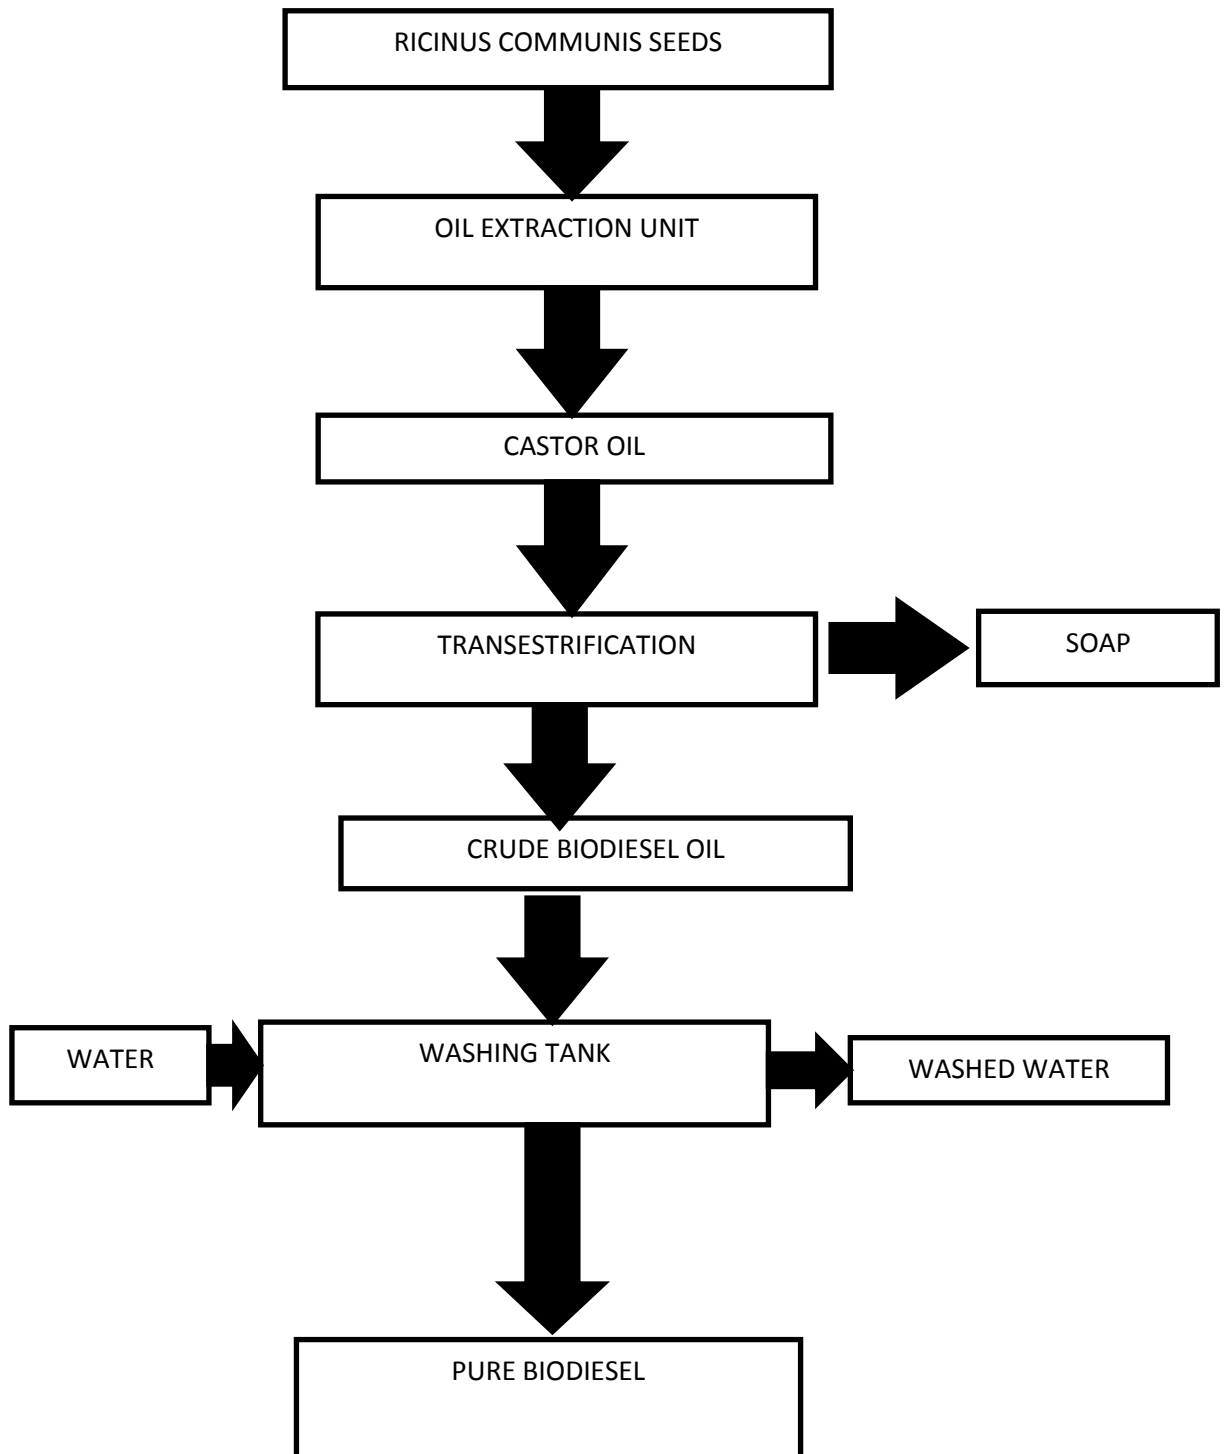 RICINUS COMMUNIS SEEDS
OIL EXTRACTION UNIT
CASTOR OIL
TRANSESTRIFICATION
SOAP
CRUDE BIODIESEL OIL
WATER
WASHING TANK
WASHED WATER
PURE BIODIESEL